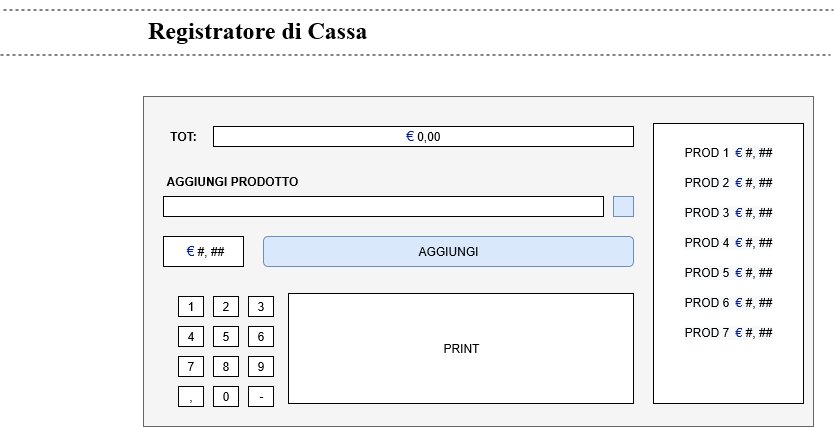 Registratore di Cassa
TOT: € 0,00
AGGIUNGI PRODOTTO
€ #, ##
AGGIUNGI
1 2 3
4 5 6
7 8 9
, 0 -
PRINT
PROD 1 € #, ##
PROD 2 € #, ##
PROD 3 € #, ##
PROD 4 € #, ##
PROD 5 € #, ##
PROD 6 € #, ##
PROD 7 € #, ##